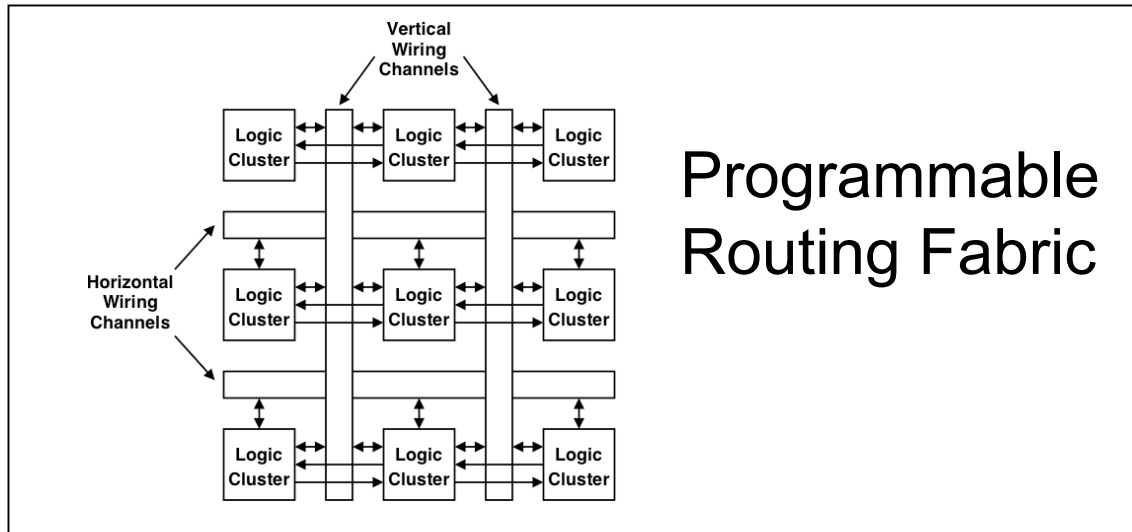 Vertical
Wiring
Channels
Logic
Cluster
Logic
Cluster
Logic
Cluster
Programmable
Routing Fabric
Horizontal
Wiring
Channels
Logic
Cluster
Logic
Cluster
Logic
Cluster
Logic
Cluster
Logic
Cluster
Logic
Cluster